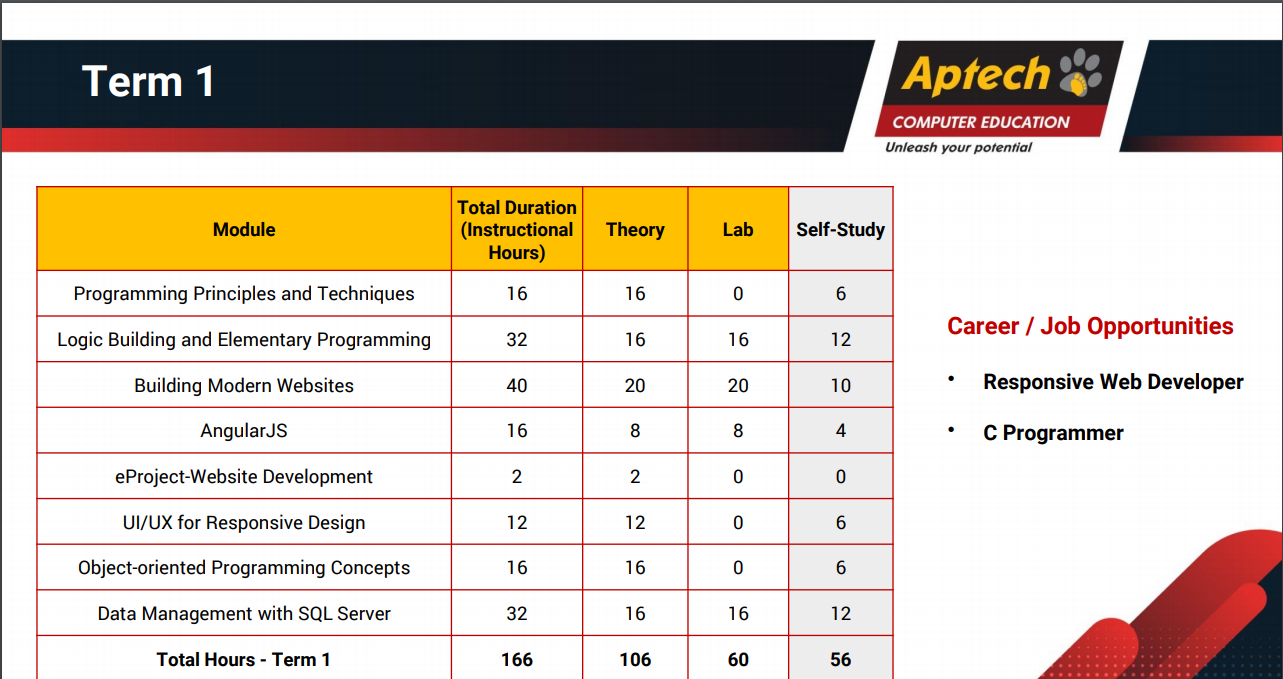 Term 1
Aptech
COMPUTER EDUCATION
Unleash your potential
Module Total Duration (Instructional Hours) Theory Lab Self-Study
Programming Principles and Techniques 16 16 0 6
Logic Building and Elementary Programming 32 16 16 12
Building Modern Websites 40 20 20 10
AngularJS 16 8 8 4
eProject-Website Development 2 2 0 0
UI/UX for Responsive Design 12 12 0 6
Object-oriented Programming Concepts 16 16 0 6
Data Management with SQL Server 32 16 16 12
Total Hours - Term 1 166 106 60 56
Career / Job Opportunities
• Responsive Web Developer
• C Programmer